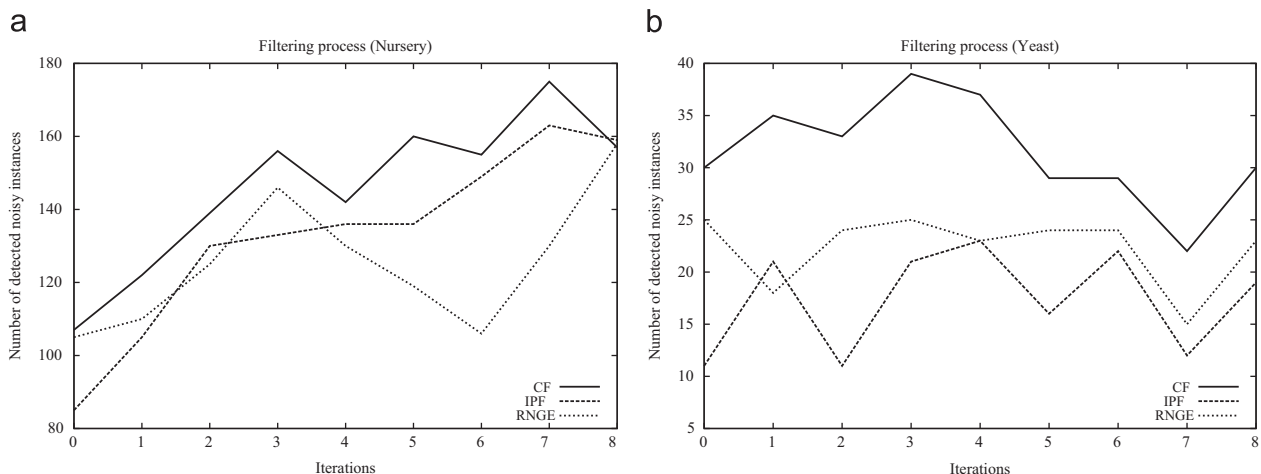 a
Filtering process (Nursery)
Number of detected noisy instances
180
160
140
120
100
80
0 1 2 3 4 5 6 7 8
Iterations
CF
IPF
RNGE
b
Filtering process (Yeast)
Number of detected noisy instances
40
35
30
25
20
15
10
5
0 1 2 3 4 5 6 7 8
Iterations
CF
IPF
RNGE